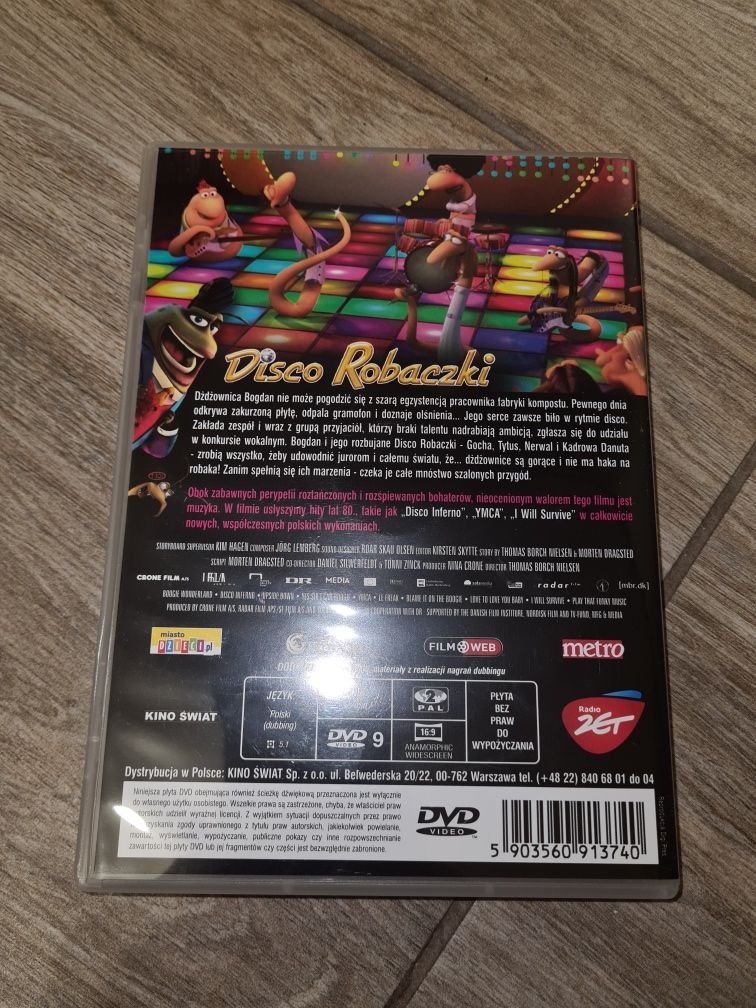 Disco Robaczki
Dżdżownica Bogdan nie może pogodzić się z szarą egzystencją pracownika fabryki kompostu. Pewnego dnia
odkrywa zakurzoną płytę, odpala gramofon i doznaje olśnienia... Jego serce zawsze biło w rytmie disco.
Zakłada zespół i wraz z grupą przyjaciół, którzy braki talentu nadrabiają ambicją, zgłasza się do udziału
w konkursie wokalnym. Bogdan i jego rozbujane Disco Robaczki - Gocha, Tytus, Nerwal i Kadrowa Danuta
- zrobią wszystko, żeby udowodnić jurorom i całemu światu, że... dżdżownice są gorące i nie ma haka na
robaka! Zanim spełnią się ich marzenia - czeka je całe mnóstwo szalonych przygód.
Obok zabawnych perypetii roztańczonych i rozśpiewanych bohaterów, nieocenionym walorem tego filmu jest
muzyka. W filmie usłyszymy hity lat 80., takie jak „Disco Inferno”, „YMCA”, „I Will Survive” w całkowicie
nowych, współczesnych polskich wykonaniach.
STORYBOARD SUPERVISOR KIM HAGEN COMPOSER JÖRG LEMBERG SOUND DESIGNER ROAR SKAU OLSEN EDITOR KIRSTEN SKYTTE STORY BY THOMAS BORCH NIELSEN & MORTEN DRAGSTED
SCRIPT MORTEN DRAGSTED CO-DIRECTOR DANIEL SILWERFELDT & TONNI ZINCK PRODUCER NINA CRONE DIRECTOR THOMAS BORCH NIELSEN
CRONE FILM A/S DR MEDIA radar [mbr.dk]
BOOGIE WONDERLAND • DISCO INFERNO • UPSIDE DOWN • YMCA • LE FREAK • BLAME IT ON THE BOOGIE • LOVE TO LOVE YOU BABY • I WILL SURVIVE • PLAY THAT FUNKY MUSIC
PRODUCED BY CRONE FILM A/S, RADAR FILM APS, COOPERATION WITH DR - SUPPORTED BY THE DANISH FILM INSTITUTE, NORDISK FILM AND TV-FUND, MFG & MEDIA
miasto DZIECI.pl FILMWEB metro
materiały z realizacji nagrań dubbingu
KINO ŚWIAT
JĘZYK:
Polski
(dubbing)
5.1
DVD VIDEO 9
2
PAL
16:9
ANAMORPHIC
WIDESCREEN
PŁYTA
BEZ
PRAW
DO
WYPOŻYCZANIA
Radio
ZET
Dystrybucja w Polsce: KINO ŚWIAT Sp. z o.o. ul. Belwederska 20/22, 00-762 Warszawa tel. (+48 22) 840 68 01 do 04
Niniejsza płyta DVD obejmująca również ścieżkę dźwiękową przeznaczona jest wyłącznie
do własnego użytku osobistego. Wszelkie prawa są zastrzeżone, chyba, że właściciel praw
autorskich udzielił wyraźnej licencji. Z wyjątkiem sytuacji dopuszczalnych przez prawo
pozyskania zgody uprawnionego z tytułu praw autorskich, jakiekolwiek powielanie,
montaż, wyświetlanie, wypożyczanie, publiczne pokazy czy inne rozpowszechnianie
zawartości tej płyty DVD lub jej fragmentów czy części jest bezwzględnie zabronione.
DVD
VIDEO
5 903560 913740